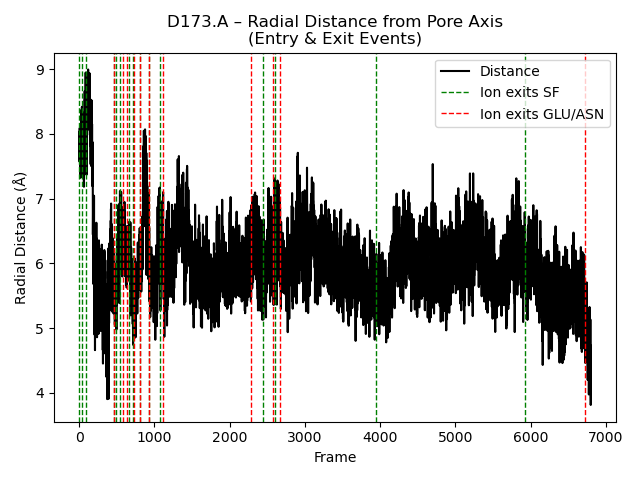 D173.A – Radial Distance from Pore Axis
(Entry & Exit Events)
Distance
Ion exits SF
Ion exits GLU/ASN
Radial Distance (Å)
9
8
7
6
5
4
0
1000
2000
3000
4000
5000
6000
7000
Frame